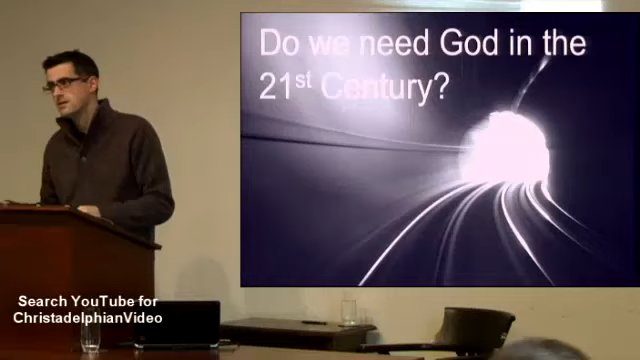 Do we need God in the
21st Century?
Search YouTube for
ChristadelphianVideo